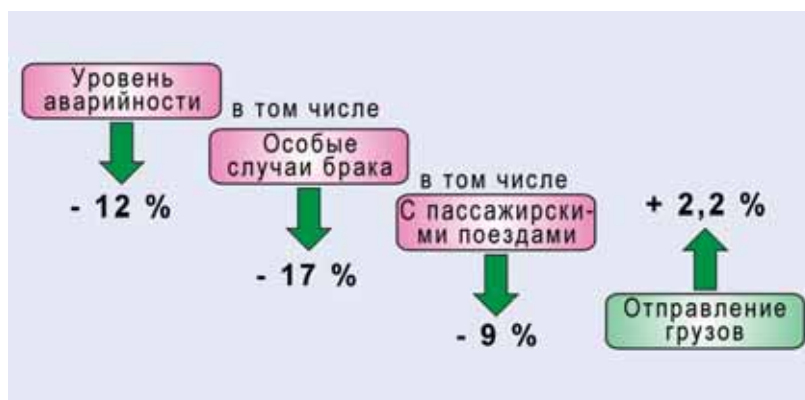 Уровень
аварийности
- 12 %
в том числе
Особые
случаи брака
- 17 %
в том числе
С пассажирски-
ми поездами
- 9 %
+ 2,2 %
Отправление
грузов